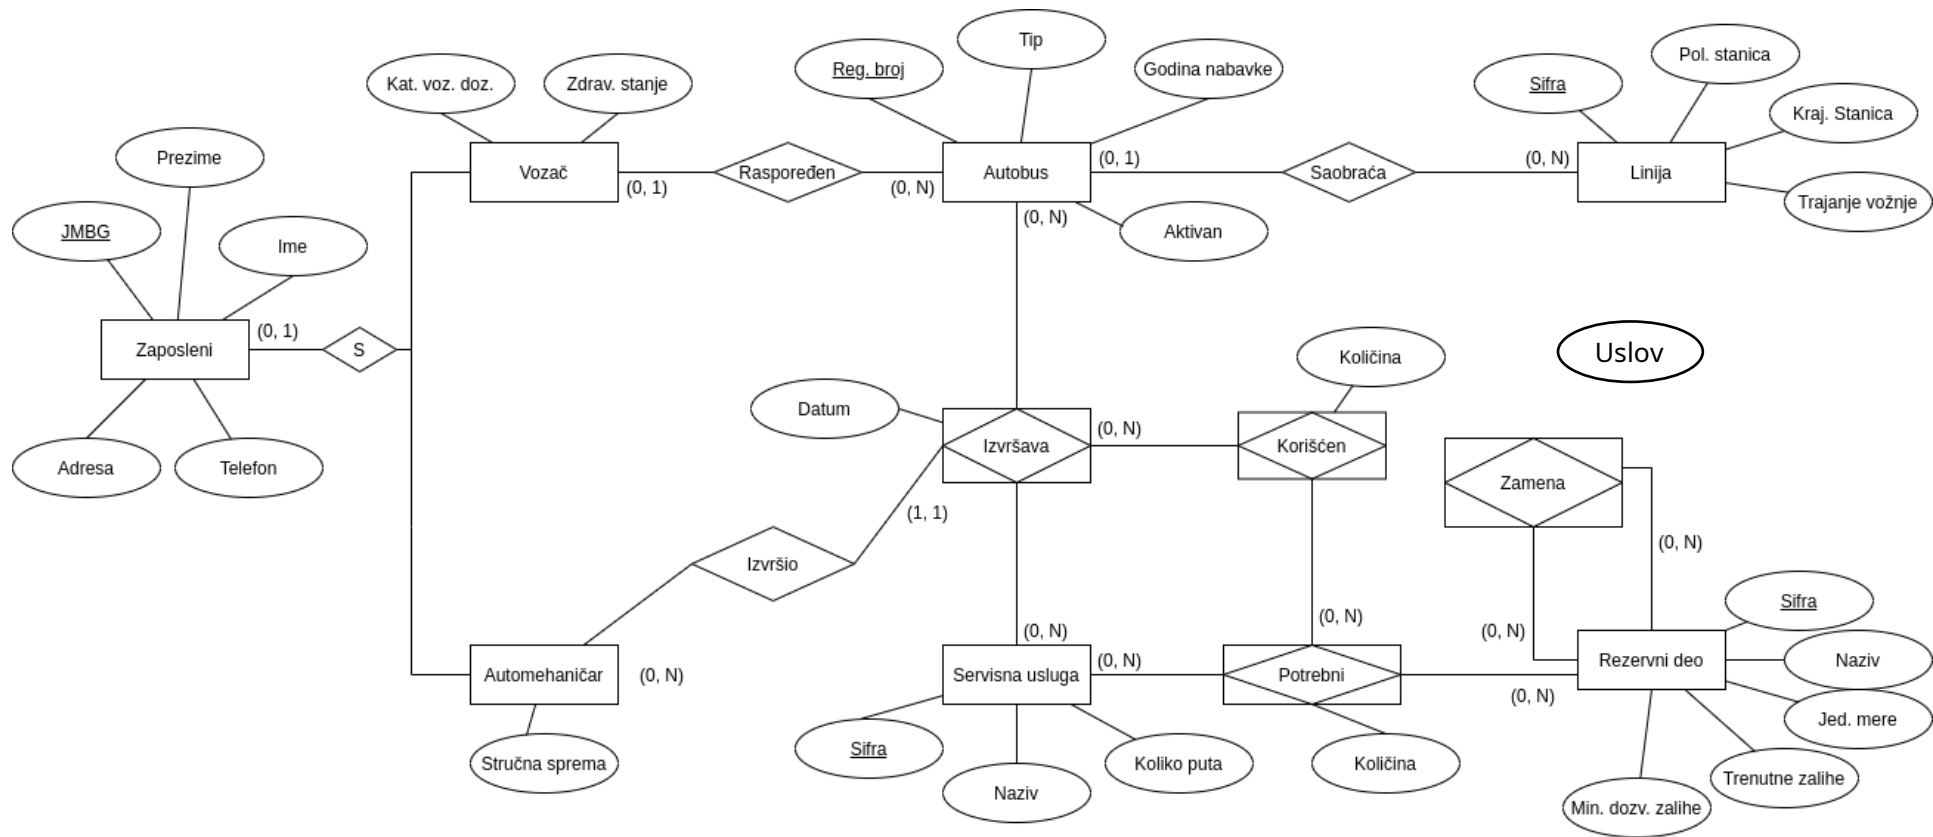 Tip
Pol. stanica
Kat. voz. doz.
Zdrav. stanje
Reg. broj
Godina nabavke
Sifra
Kraj. Stanica
Prezime
Vozač
(0, 1)
Raspoređen
(0, N)
Autobus
(0, 1)
Saobraća
(0, N)
Linija
Trajanje vožnje
(0, N)
Aktivan
JMBG
Ime
Zaposleni
(0, 1)
S
Adresa
Telefon
Uslov
Količina
Datum
Izvršava
(0, N)
Korišćen
Zamena
(1, 1)
(0, N)
Izvršio
(0, N)
(0, N)
(0, N)
Sifra
Automehaničar
(0, N)
Servisna usluga
(0, N)
Potrebni
(0, N)
Rezervni deo
Naziv
Jed. mere
Stručna sprema
Sifra
Naziv
Koliko puta
Količina
Trenutne zalihe
Min. dozv. zalihe